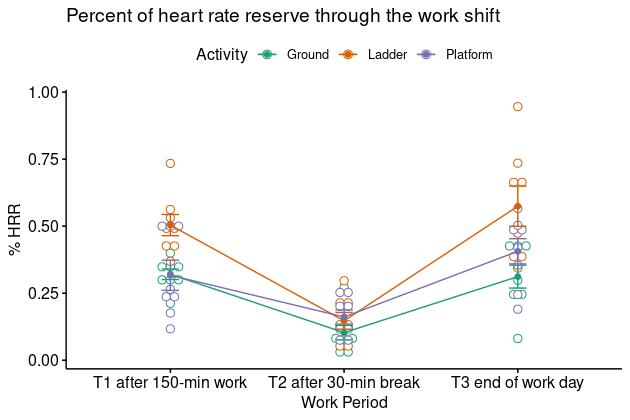 Percent of heart rate reserve through the work shift
Activity Ground Ladder Platform
1.00
0.75
0.50
0.25
0.00
% HRR
T1 after 150-min work T2 after 30-min break T3 end of work day
Work Period